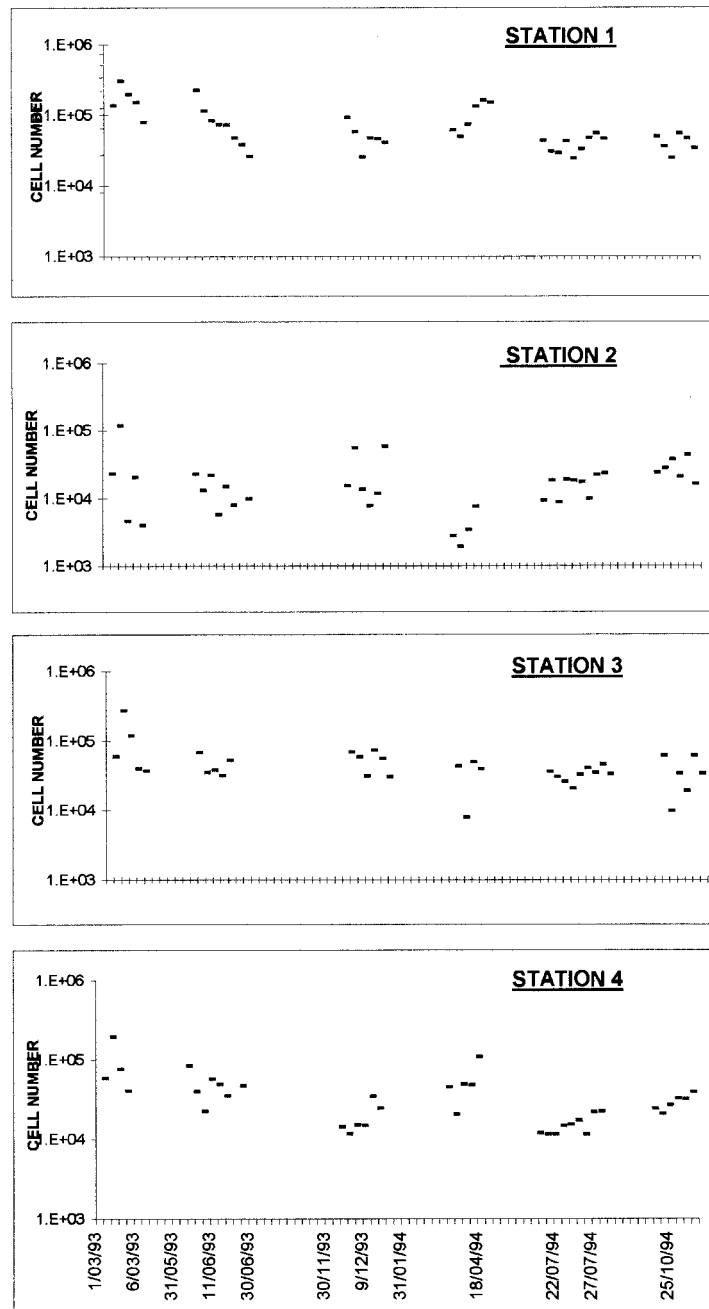 STATION 1
CELL NUMBER
1.E+06
1.E+05
1.E+04
1.E+03
STATION 2
CELL NUMBER
1.E+06
1.E+05
1.E+04
1.E+03
STATION 3
CELL NUMBER
1.E+06
1.E+05
1.E+04
1.E+03
STATION 4
CELL NUMBER
1.E+06
1.E+05
1.E+04
1.E+03
1/03/93
6/03/93
31/05/93
11/06/93
30/06/93
30/11/93
9/12/93
31/01/94
18/04/94
22/07/94
27/07/94
25/10/94